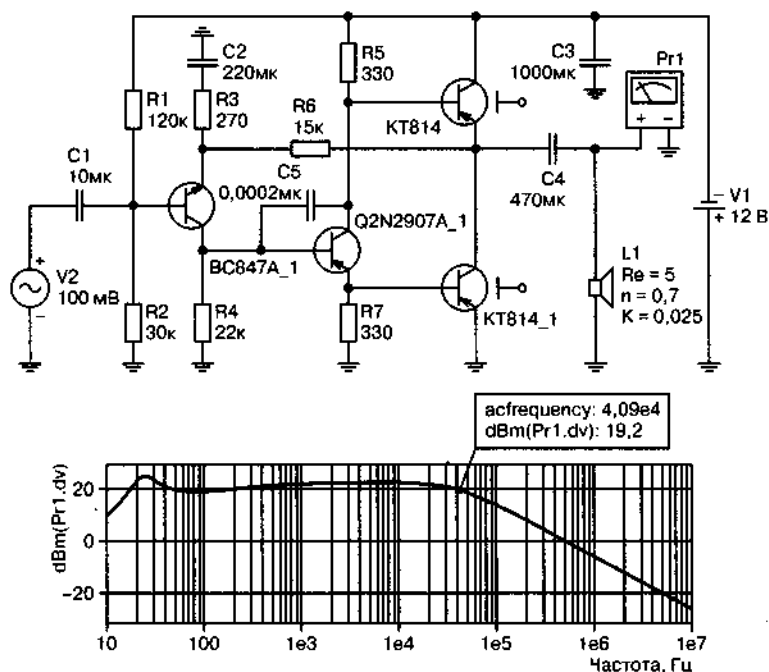 C2
220мк
R5
330
C3
1000мк
Pr1
R1
120к
R3
270
R6
15к
КТ814
C1
10мк
C5
0,0002мк
C4
470мк
– V1
+ 12 В
Q2N2907A_1
V2
100 мВ
BC847A_1
L1
Re = 5
n = 0,7
K = 0,025
R2
30к
R4
22к
R7
330
КТ814_1
acfrequency: 4,09e4
dBm(Pr1.dv): 19,2
dBm(Pr1.dv)
20
0
–20
10 100 1e3 1e4 1e5 1e6 1e7
Частота, Гц